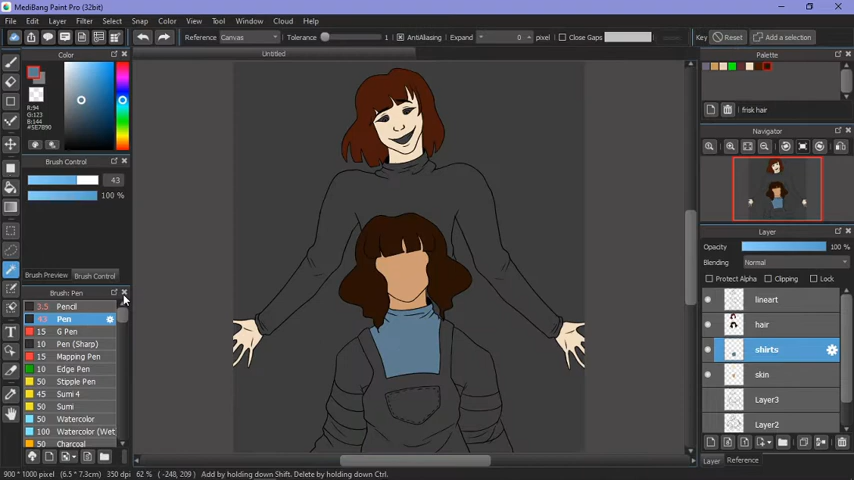 MediBang Paint Pro (32bit)
File Edit Layer Filter Select Snap Color View Tool Window Cloud Help
Reference Canvas Tolerance 1 AntiAliasing Expand 0 pixel Close Gaps Key Reset Add a selection
Untitled
Color
R:94
G:123
B:144
#5E7B90
Brush Control
43
100 %
Brush Preview Brush Control
Brush: Pen
3.5 Pencil
43 Pen
15 G Pen
10 Pen (Sharp)
15 Mapping Pen
10 Edge Pen
50 Stipple Pen
45 Sumi 4
50 Sumi
50 Watercolor
100 Watercolor (Wet
50 Charcoal
Palette
frisk hair
Navigator
Layer
Opacity 100 %
Blending Normal
Protect Alpha Clipping Lock
lineart
hair
shirts
skin
Layer3
Layer2
Layer Reference
900 * 1000 pixel (6.5 * 7.3cm) 350 dpi 62 % (-248, 209) Add by holding down Shift. Delete by holding down Ctrl.